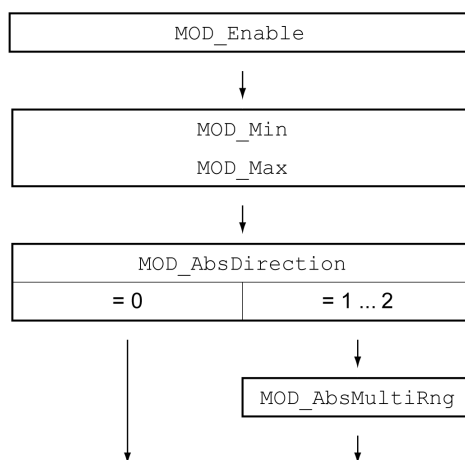 MOD_Enable
MOD_Min
MOD_Max
MOD_AbsDirection
= 0 = 1 ... 2
MOD_AbsMultiRng